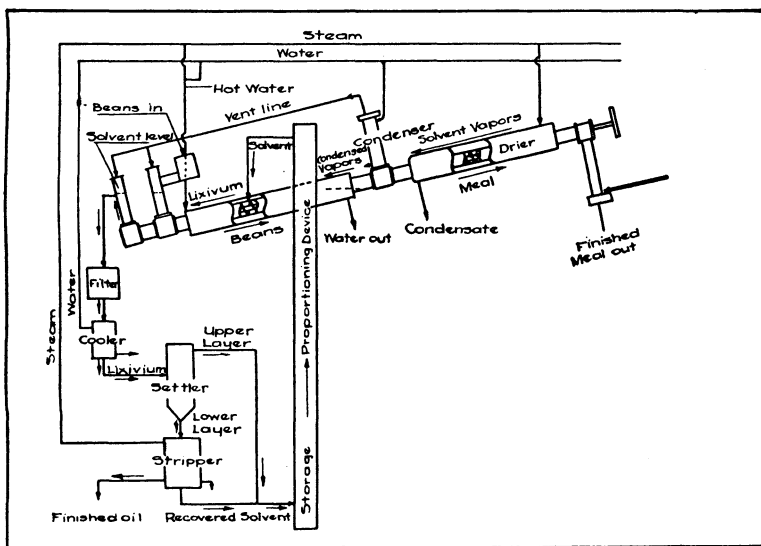 Steam
Water
Hot Water
Beans in
Vent line
Solvent level
Condenser
Solvent Vapors
Drier
Solvent
Condensed
Vapors
Meal
Lixivum
Beans
Water out
Condensate
Finished
Meal out
Proportioning Device
Storage
Filter
Water
Steam
Cooler
Lixivium
Upper
Layer
Settler
Lower
Layer
Stripper
Finished oil
Recovered Solvent